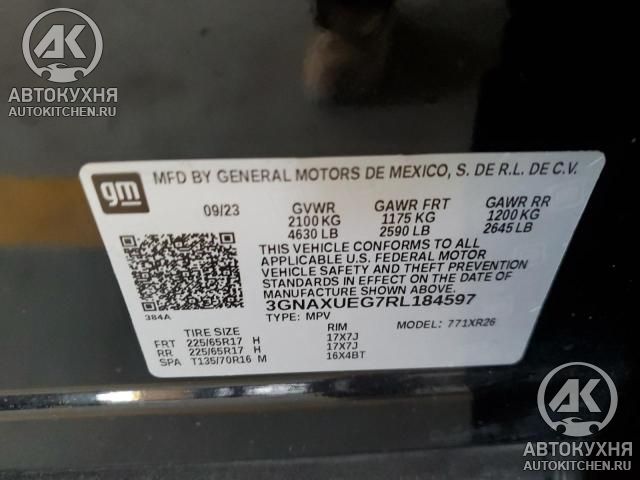 АК
АВТОКУХНЯ
AUTOKITCHEN.RU
gm
MFD BY GENERAL MOTORS DE MEXICO, S. DE R.L. DE C.V.
09/23 GVWR GAWR FRT GAWR RR
2100 KG 1175 KG 1200 KG
4630 LB 2590 LB 2645 LB
THIS VEHICLE CONFORMS TO ALL
APPLICABLE U.S. FEDERAL MOTOR
VEHICLE SAFETY AND THEFT PREVENTION
STANDARDS IN EFFECT ON THE DATE OF
MANUFACTURE SHOWN ABOVE.
3GNAXUEG7RL184597
384A TYPE: MPV MODEL: 771XR26
TIRE SIZE RIM
FRT 225/65R17 H 17X7J
RR 225/65R17 H 17X7J
SPA T135/70R16 M 16X4BT
АК
АВТОКУХНЯ
AUTOKITCHEN.RU